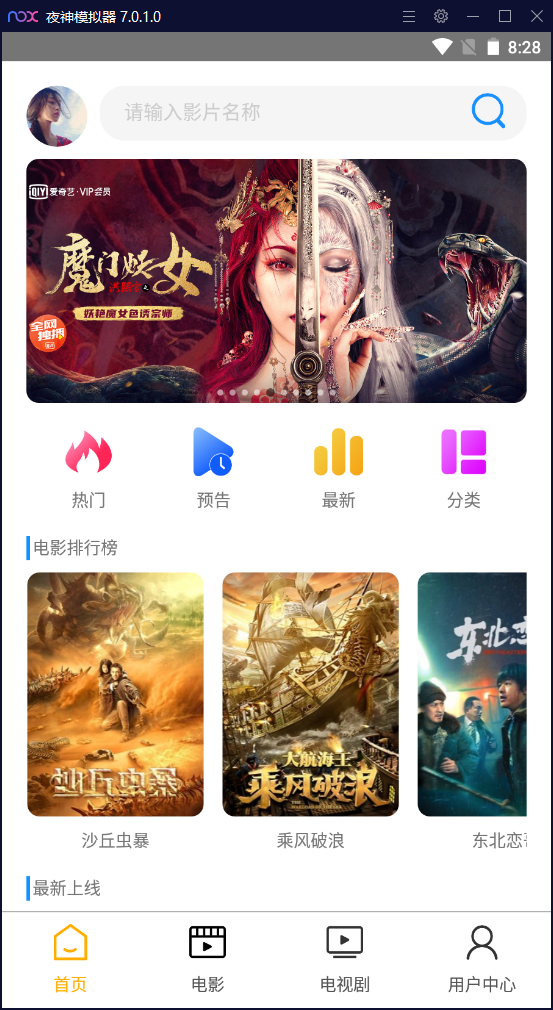 nox 夜神模拟器 7.0.1.0
8:28
请输入影片名称
QIY 爱奇艺·VIP会员
魔门妖女
妖艳魔女色诱宗师
全网
独播
热门
预告
最新
分类
电影排行榜
沙丘虫暴
大航海王
乘风破浪
东北恋
沙丘虫暴
乘风破浪
东北恋
最新上线
首页
电影
电视剧
用户中心